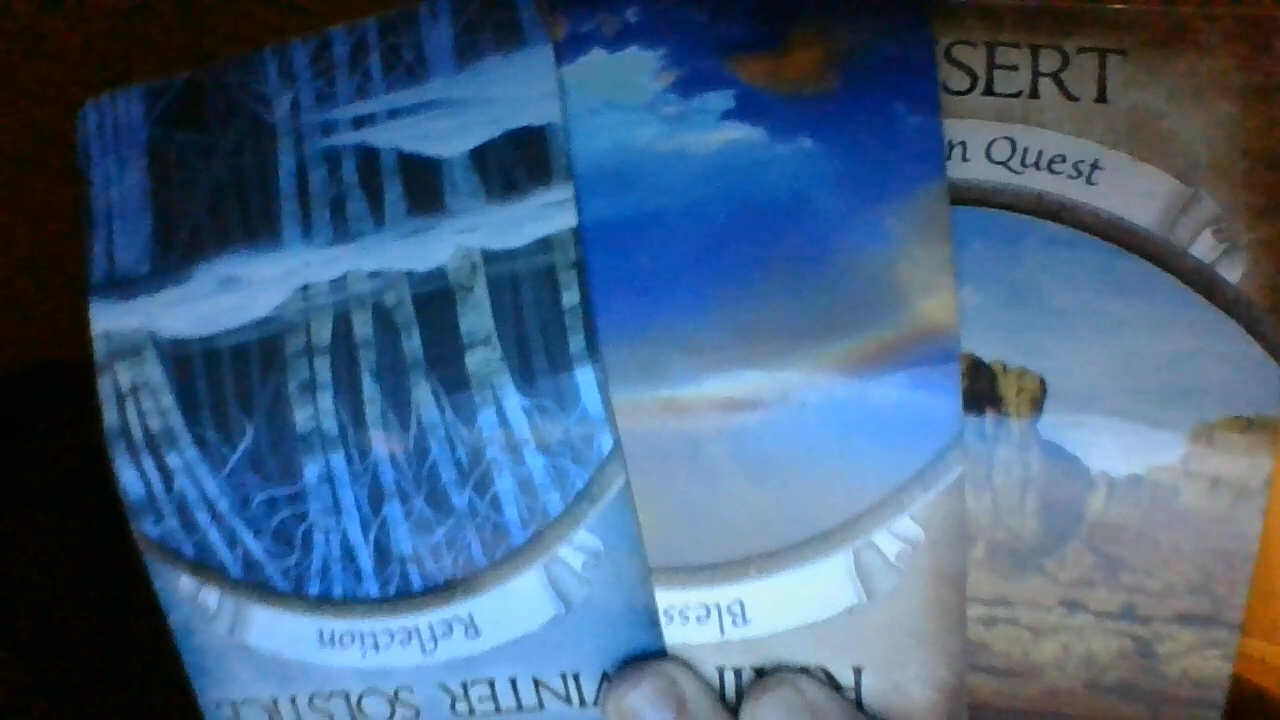 SERT
n Quest
Reflection
WINTER SOLSTICE
Bless